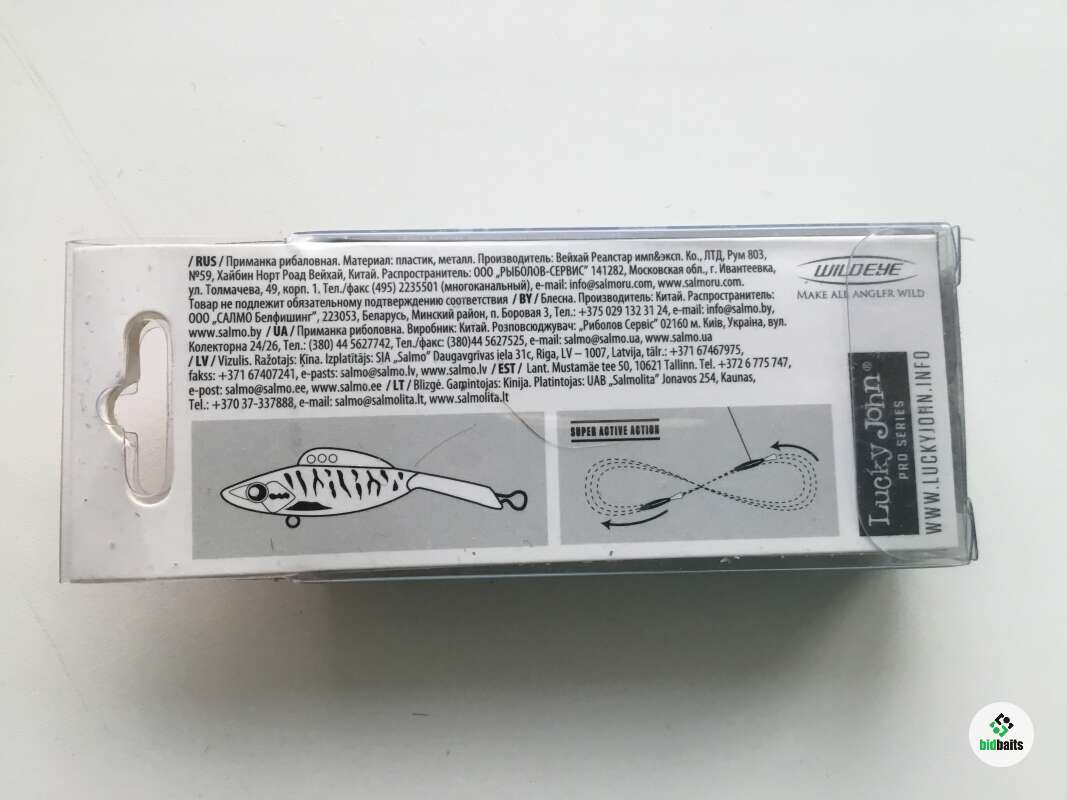 / RUS / Приманка рибаловная. Материал: пластик, металл. Производитель: Вейхай Реалстар имп&эксп. Ко., ЛТД, Рум 803,
№59, Хайбин Норт Роад Вейхай, Китай. Распространитель: ООО „РЫБОЛОВ-СЕРВИС" 141282, Московская обл., г. Ивантеевка,
ул. Толмачева, 49, корп. 1. Тел./факс (495) 2235501 (многоканальный), e-mail: info@salmoru.com, www.salmoru.com.
Товар не подлежит обязательному подтверждению соответствия / BY / Блесна. Производитель: Китай. Распространитель:
ООО „САЛМО Белфишинг", 223053, Беларусь, Минский район, п. Боровая 3, Тел.: +375 029 132 31 24, e-mail: info@salmo.by,
www.salmo.by / UA / Приманка риболовна. Виробник: Китай. Розповсюджувач: „Риболов Сервіс" 02160 м. Київ, Україна, вул.
Колекторна 24/26, Тел.: (380) 44 5627742, Тел./факс: (380)44 5627525, e-mail: salmo@salmo.ua, www.salmo.ua
/ LV / Vizulis. Ražotajs: Ķina. Izplatītājs: SIA „Salmo" Daugavgrīvas iela 31c, Riga, LV – 1007, Latvija, tālr.: +371 67467975,
fakss: +371 67407241, e-pasts: salmo@salmo.lv, www.salmo.lv / EST / Lant. Mustamäe tee 50, 10621 Tallinn. Tel. +372 6 775 747,
e-post: salmo@salmo.ee, www.salmo.ee / LT / Blizgė. Gamintojas: Kinija. Platintojas: UAB „Salmolita" Jonavos 254, Kaunas,
Tel.: +370 37-337888, e-mail: salmo@salmolita.lt, www.salmolita.lt
WILDEYE
MAKE ALL ANGLER WILD
SUPER ACTIVE ACTION
Lucky John ®
PRO SERIES
WWW.LUCKYJOHN.INFO
bidbaits